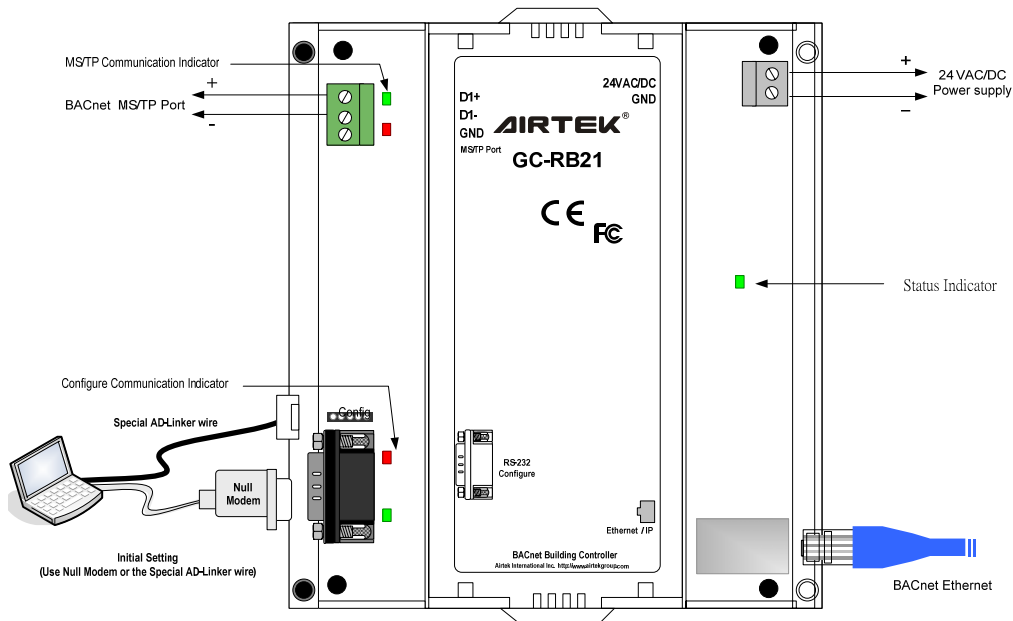 MS/TP Communication Indicator
+
BACnet MS/TP Port
-
D1+
D1-
GND
MS/TP Port
24VAC/DC
GND
AIRTEK®
GC-RB21
CE
FC
+
24 VAC/DC
Power supply
–
Status Indicator
Configure Communication Indicator
Config
Special AD-Linker wire
Null
Modem
Initial Setting
(Use Null Modem or the Special AD-Linker wire)
RS-232
Configure
Ethernet / IP
BACnet Building Controller
Airtek International Inc. http://www.airtekgroup.com
BACnet Ethernet